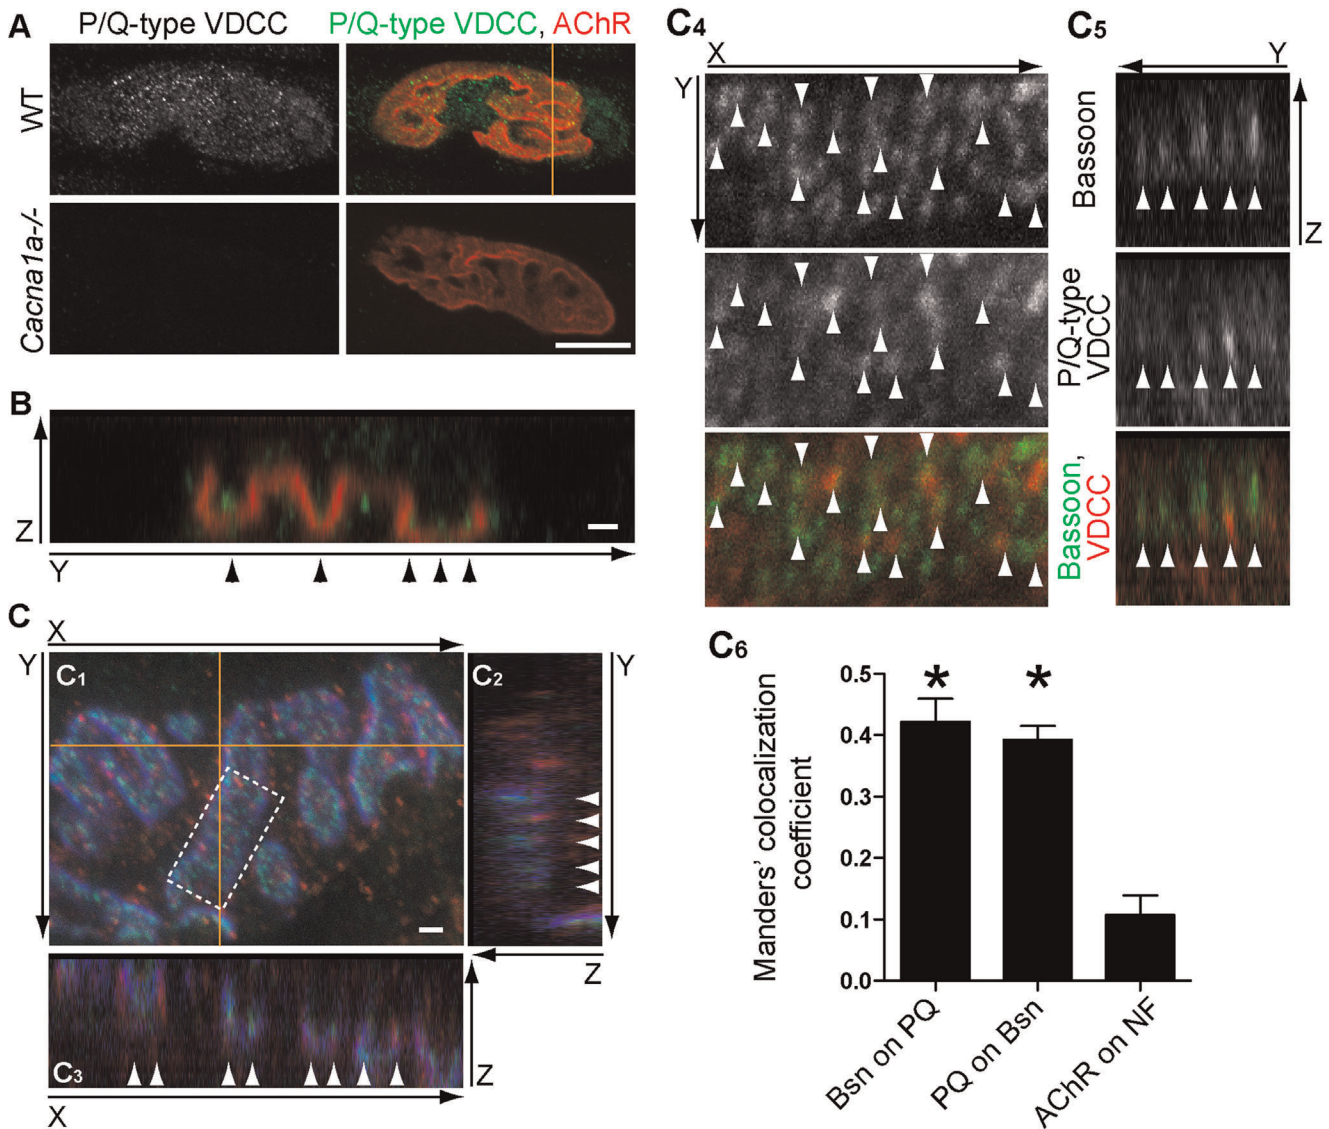 A
P/Q-type VDCC
P/Q-type VDCC, AChR
WT
Cacna1a-/-
B
Z
Y
C
X
Y
C1
C2
Y
Z
C3
Z
X
C4
X
Y
C5
Y
Z
Bassoon
P/Q-type
VDCC
Bassoon,
VDCC
C6
Manders' colocalization
coefficient
0.5
0.4
0.3
0.2
0.1
0.0
*
*
Bsn on PQ
PQ on Bsn
AChR on NF